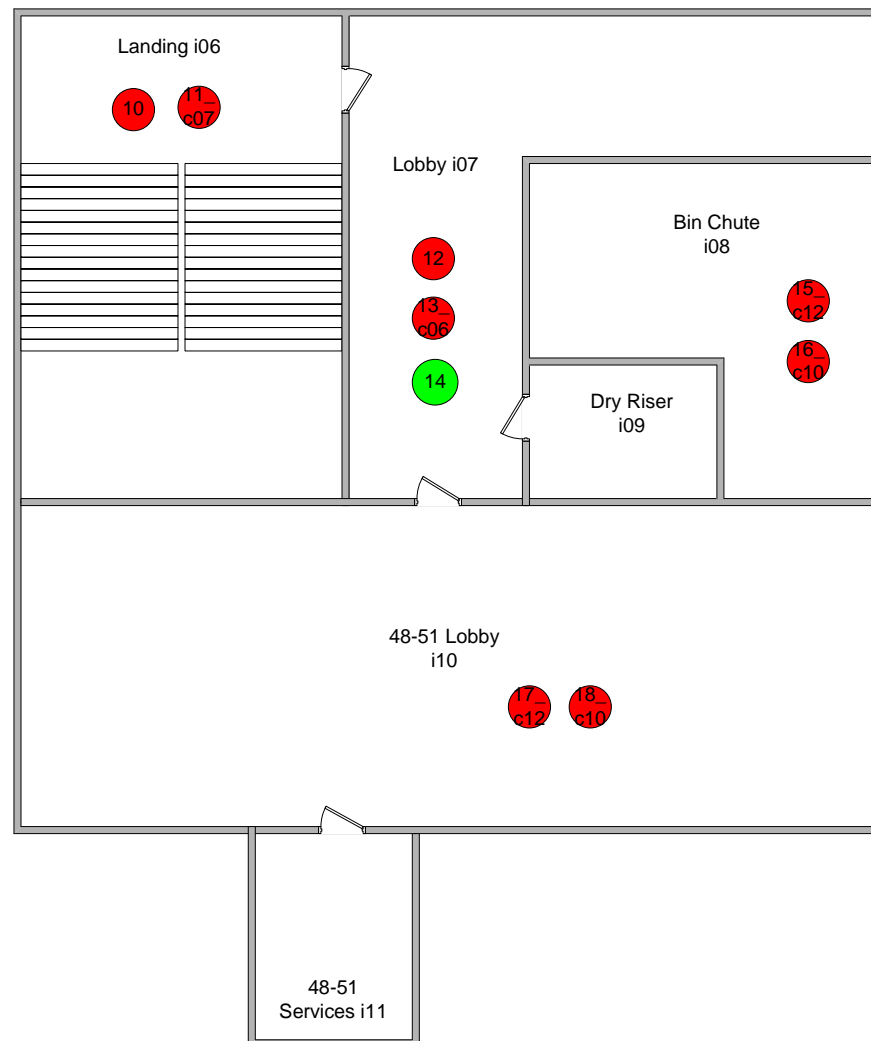 Landing i06
10
11_
c07
Lobby i07
Bin Chute
i08
12
15_
c12
13_
c06
16_
c10
14
Dry Riser
i09
48-51 Lobby
i10
17_
c12
18_
c10
48-51
Services i11